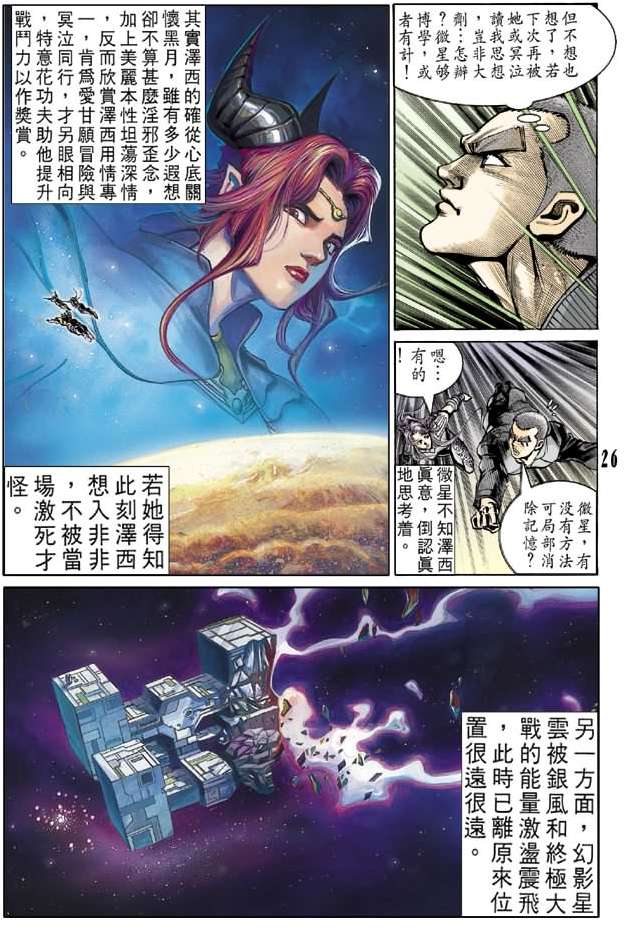 但不想也
想了，若
下次再被
她或冥泣
讀我思想
，豈非大
劑…怎辦
？微星够
博學，或
者有計！
嗯…
有的
！
微星，有
没有方法
可局部消
除記憶？
微星不知澤西
眞意，倒認眞
地思考着。
其實澤西的確從心底關
懷黑月，雖有多少遐想
卻不算甚麼淫邪歪念，
加上美麗本性坦蕩深情
，反而欣賞澤西用情專
一，肯爲愛甘願冒險與
冥泣同行，才另眼相向
，特意花功夫助他提升
戰鬥力以作獎賞。
若她得知
此刻澤西
想入非非
，不被當
場激死才
怪。
26
另一方面，幻影星
雲被銀風和終極大
戰的能量激盪震飛
，此時已離原來位
置很遠很遠。